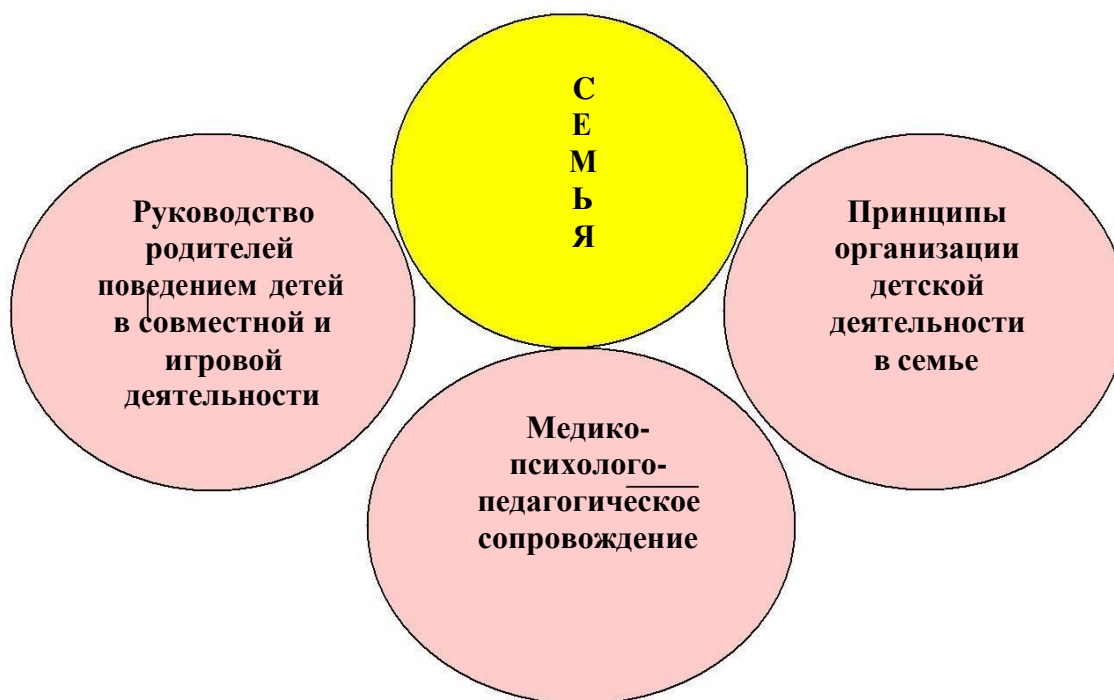 С
Е
М
Ь
Я
Руководство
родителей
поведением детей
в совместной и
игровой
деятельности
Принципы
организации
детской
деятельности
в семье
Медико-
психолого-
педагогическое
сопровождение